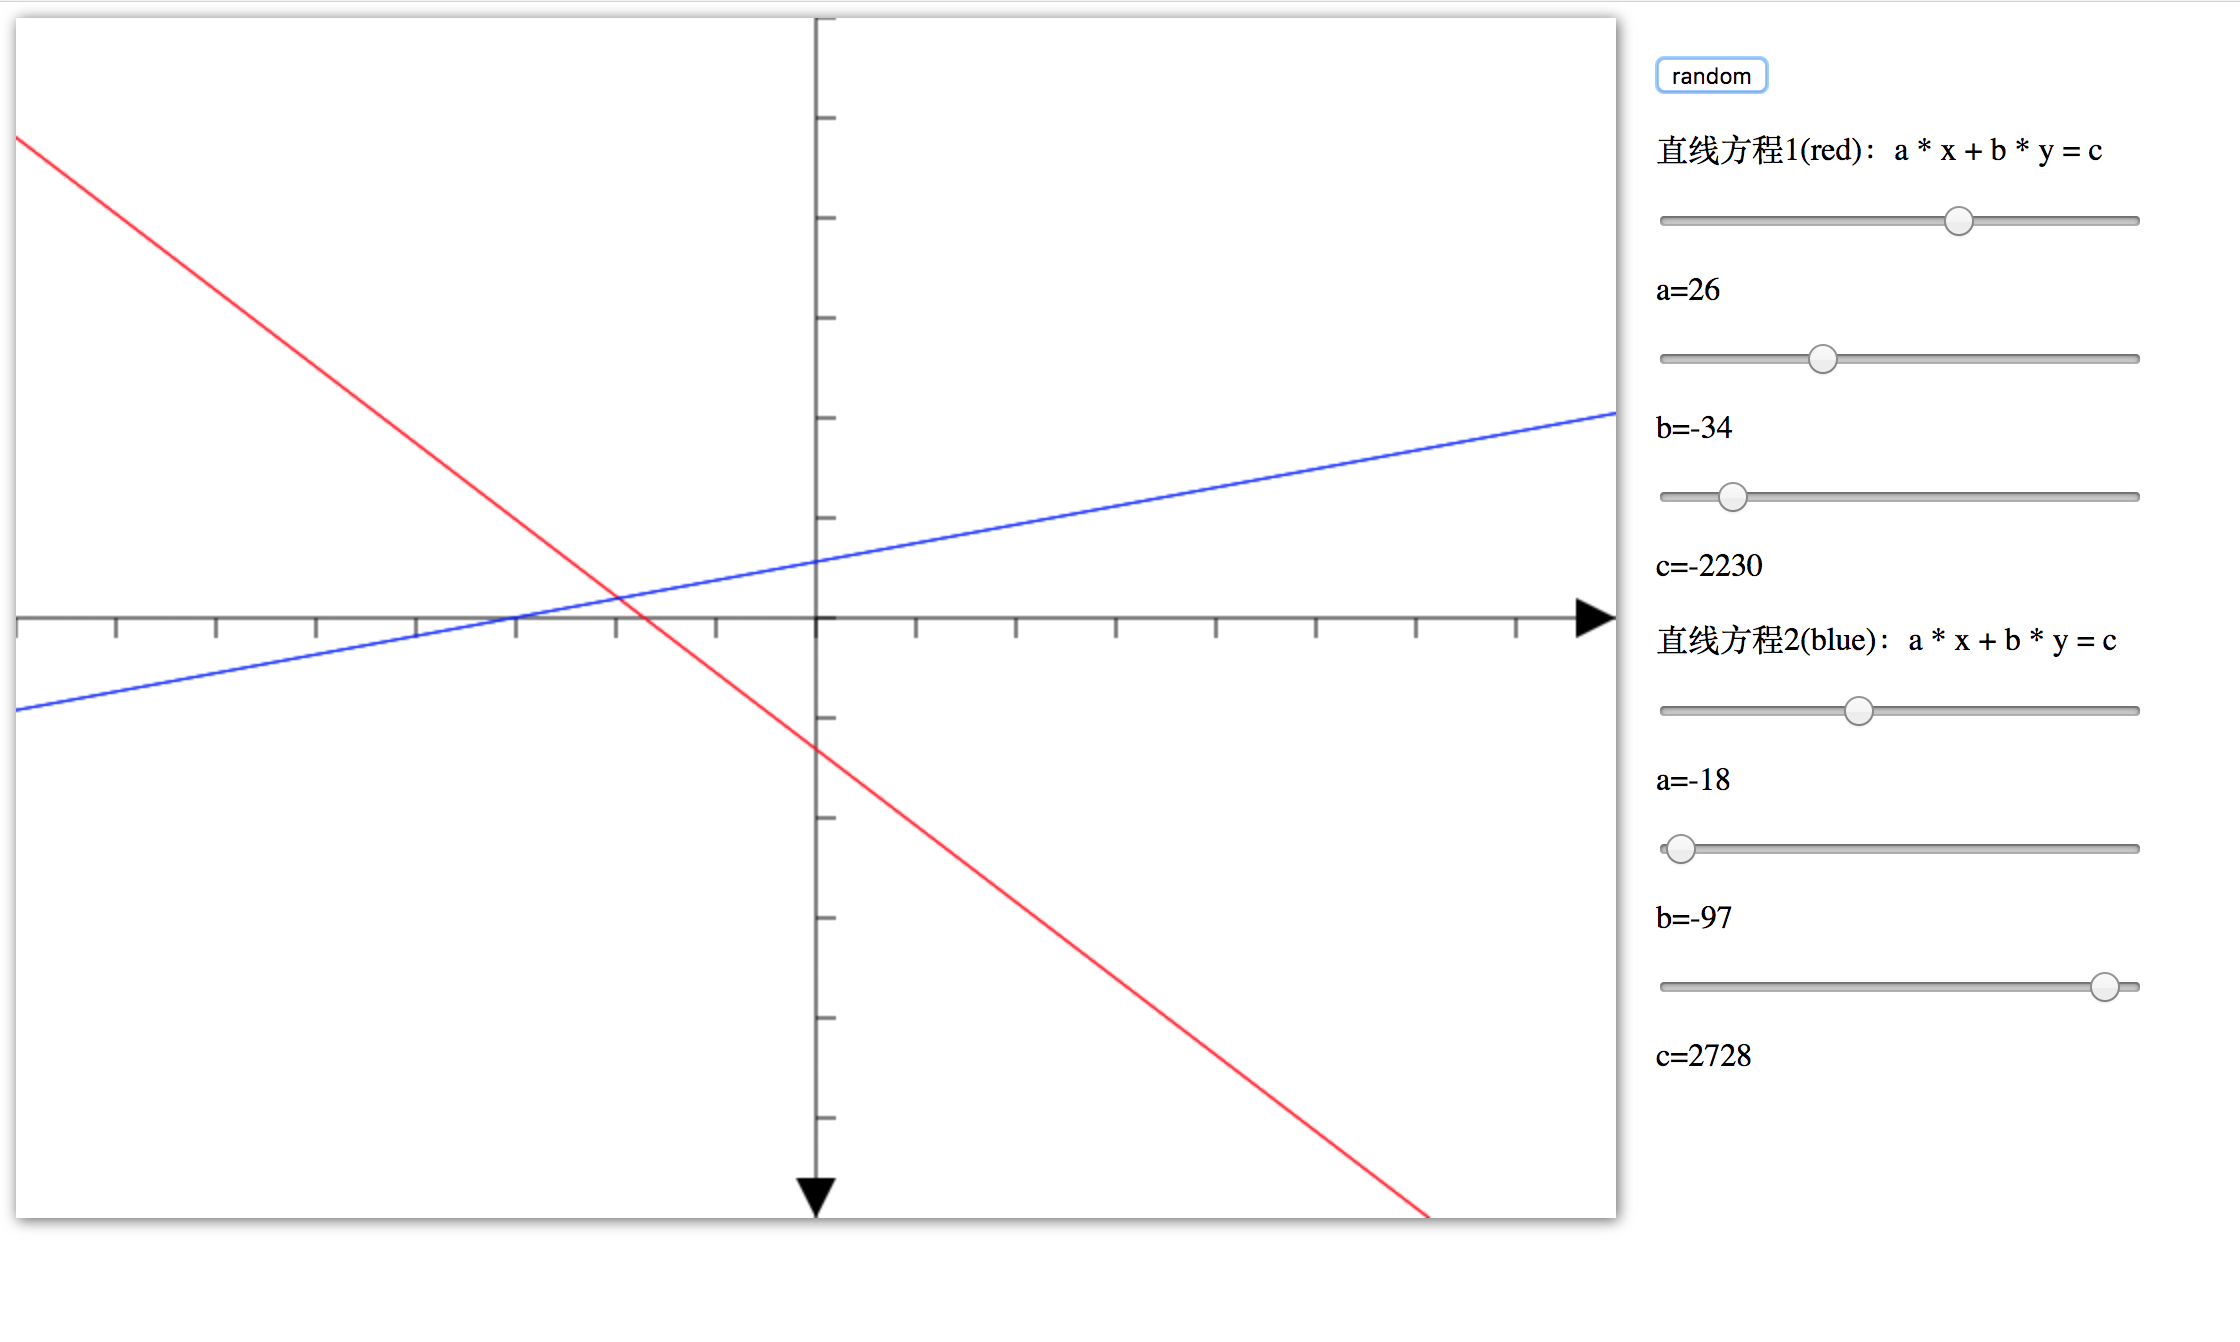 random
直线方程1(red)：a * x + b * y = c
a=26
b=-34
c=-2230
直线方程2(blue)：a * x + b * y = c
a=-18
b=-97
c=2728